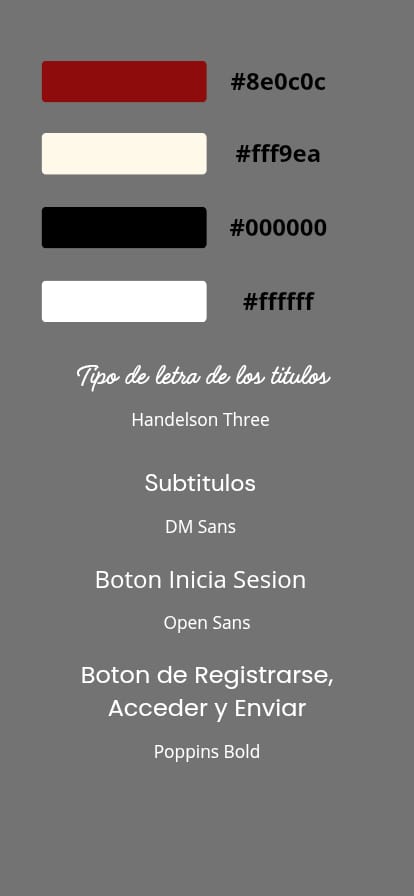 #8e0c0c
#fff9ea
#000000
#ffffff
Tipo de letra de los titulos
Handelson Three
Subtitulos
DM Sans
Boton Inicia Sesion
Open Sans
Boton de Registrarse,
Acceder y Enviar
Poppins Bold